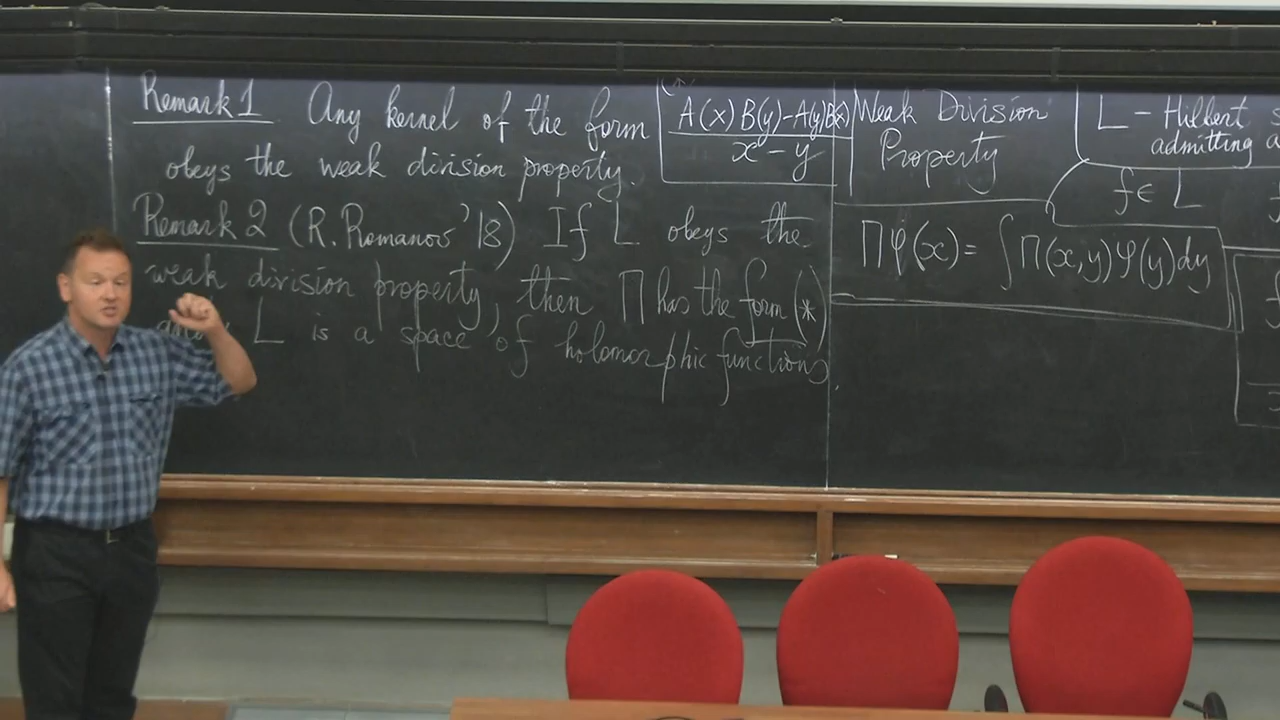 Remark 1 Any kernel of the form
A(x)B(y)-A(y)B(x)
x-y
obeys the weak division property.
Remark 2 (R.Romanov '18) If L obeys the
weak division property, then Π has the form (*)
L is a space of holomorphic functions
Weak Division
Property
L - Hilbert
admitting a
f∈L
Πφ(x)= ∫Π(x,y)φ(y)dy